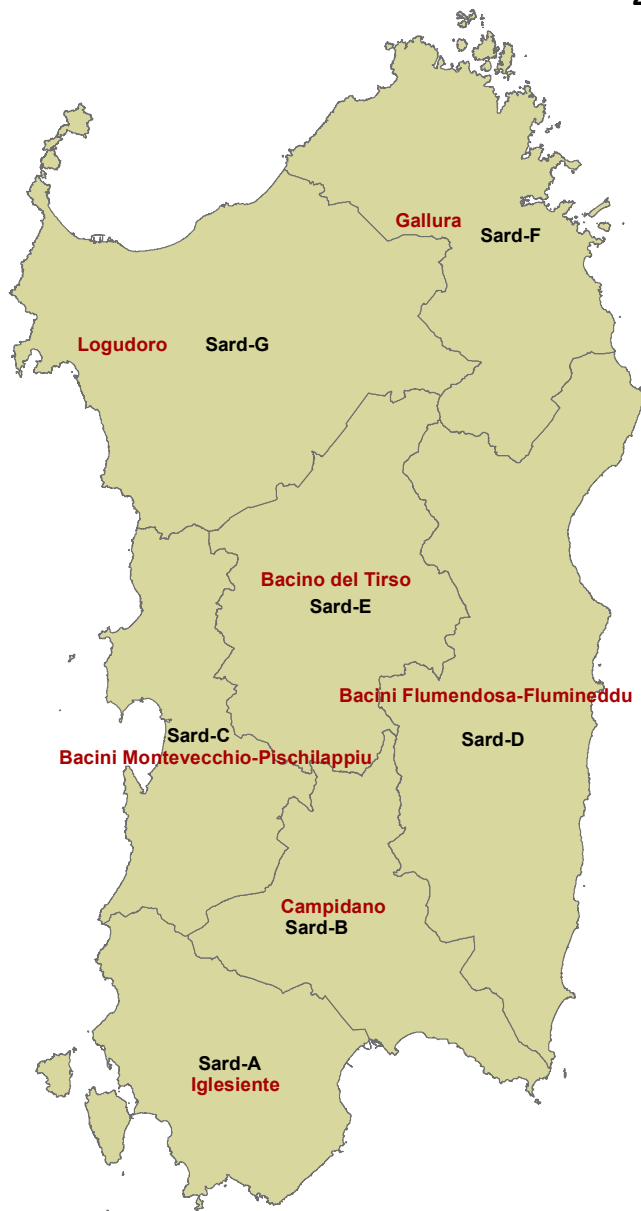 Gallura
Sard-F
Logudoro
Sard-G
Bacino del Tirso
Sard-E
Bacini Flumendosa-Flumineddu
Sard-D
Sard-C
Bacini Montevecchio-Pischilappiu
Campidano
Sard-B
Sard-A
Iglesiente